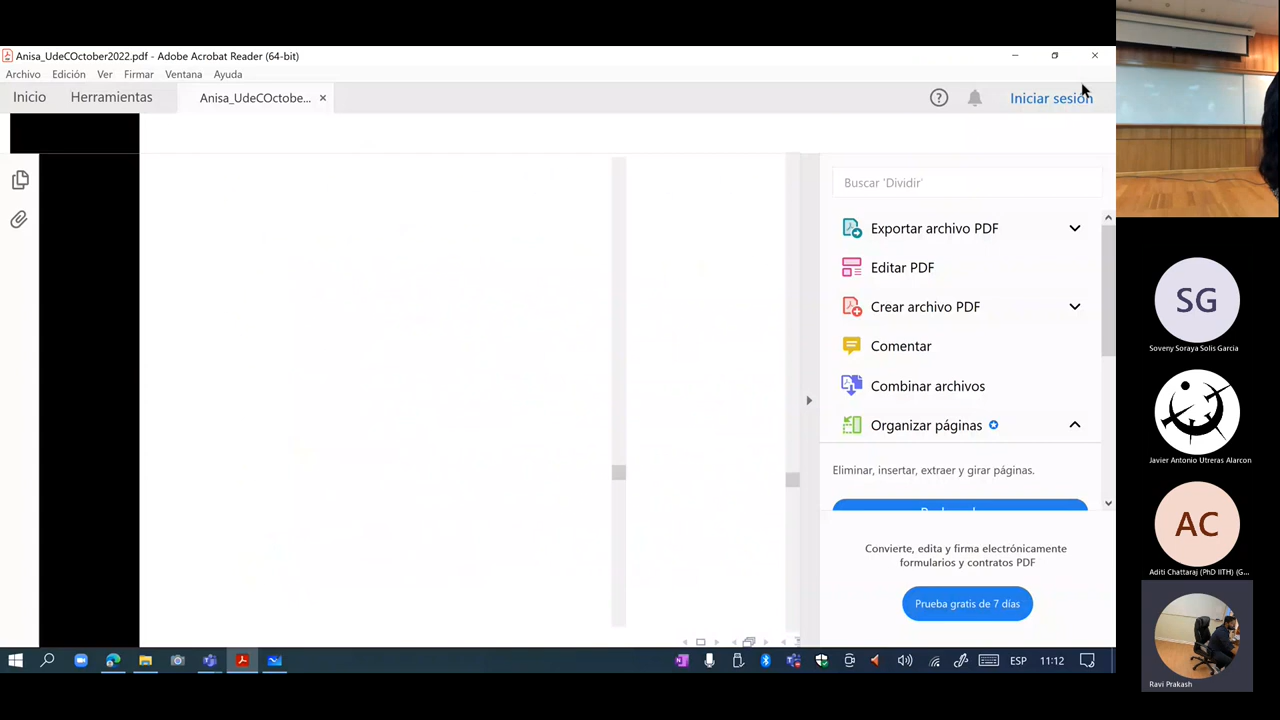 Anisa_UdeCOctober2022.pdf - Adobe Acrobat Reader (64-bit)
Archivo Edición Ver Firmar Ventana Ayuda
Inicio Herramientas Anisa_UdeCOctobe... × Iniciar sesión
Buscar 'Dividir'
Exportar archivo PDF
Editar PDF
Crear archivo PDF
Comentar
Combinar archivos
Organizar páginas
Eliminar, insertar, extraer y girar páginas.
Convierte, edita y firma electrónicamente
formularios y contratos PDF
Prueba gratis de 7 días
ESP 11:12
SG
Soveny Soraya Solis Garcia
Javier Antonio Utreras Alarcon
AC
Aditi Chattaraj (PhD IITH) (G...
Ravi Prakash